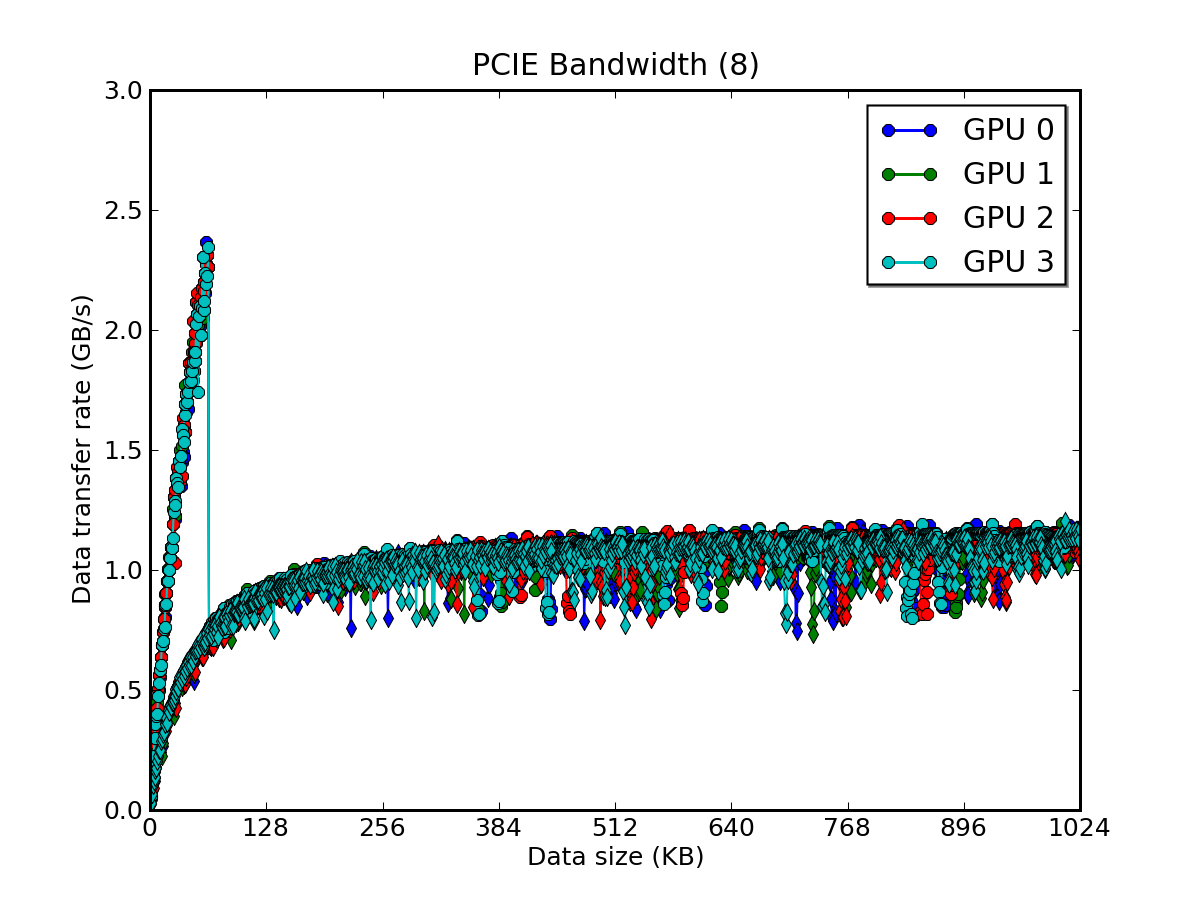 PCIE Bandwidth (8)
3.0
2.5
2.0
1.5
1.0
0.5
0.0
Data transfer rate (GB/s)
GPU 0
GPU 1
GPU 2
GPU 3
0 128 256 384 512 640 768 896 1024
Data size (KB)